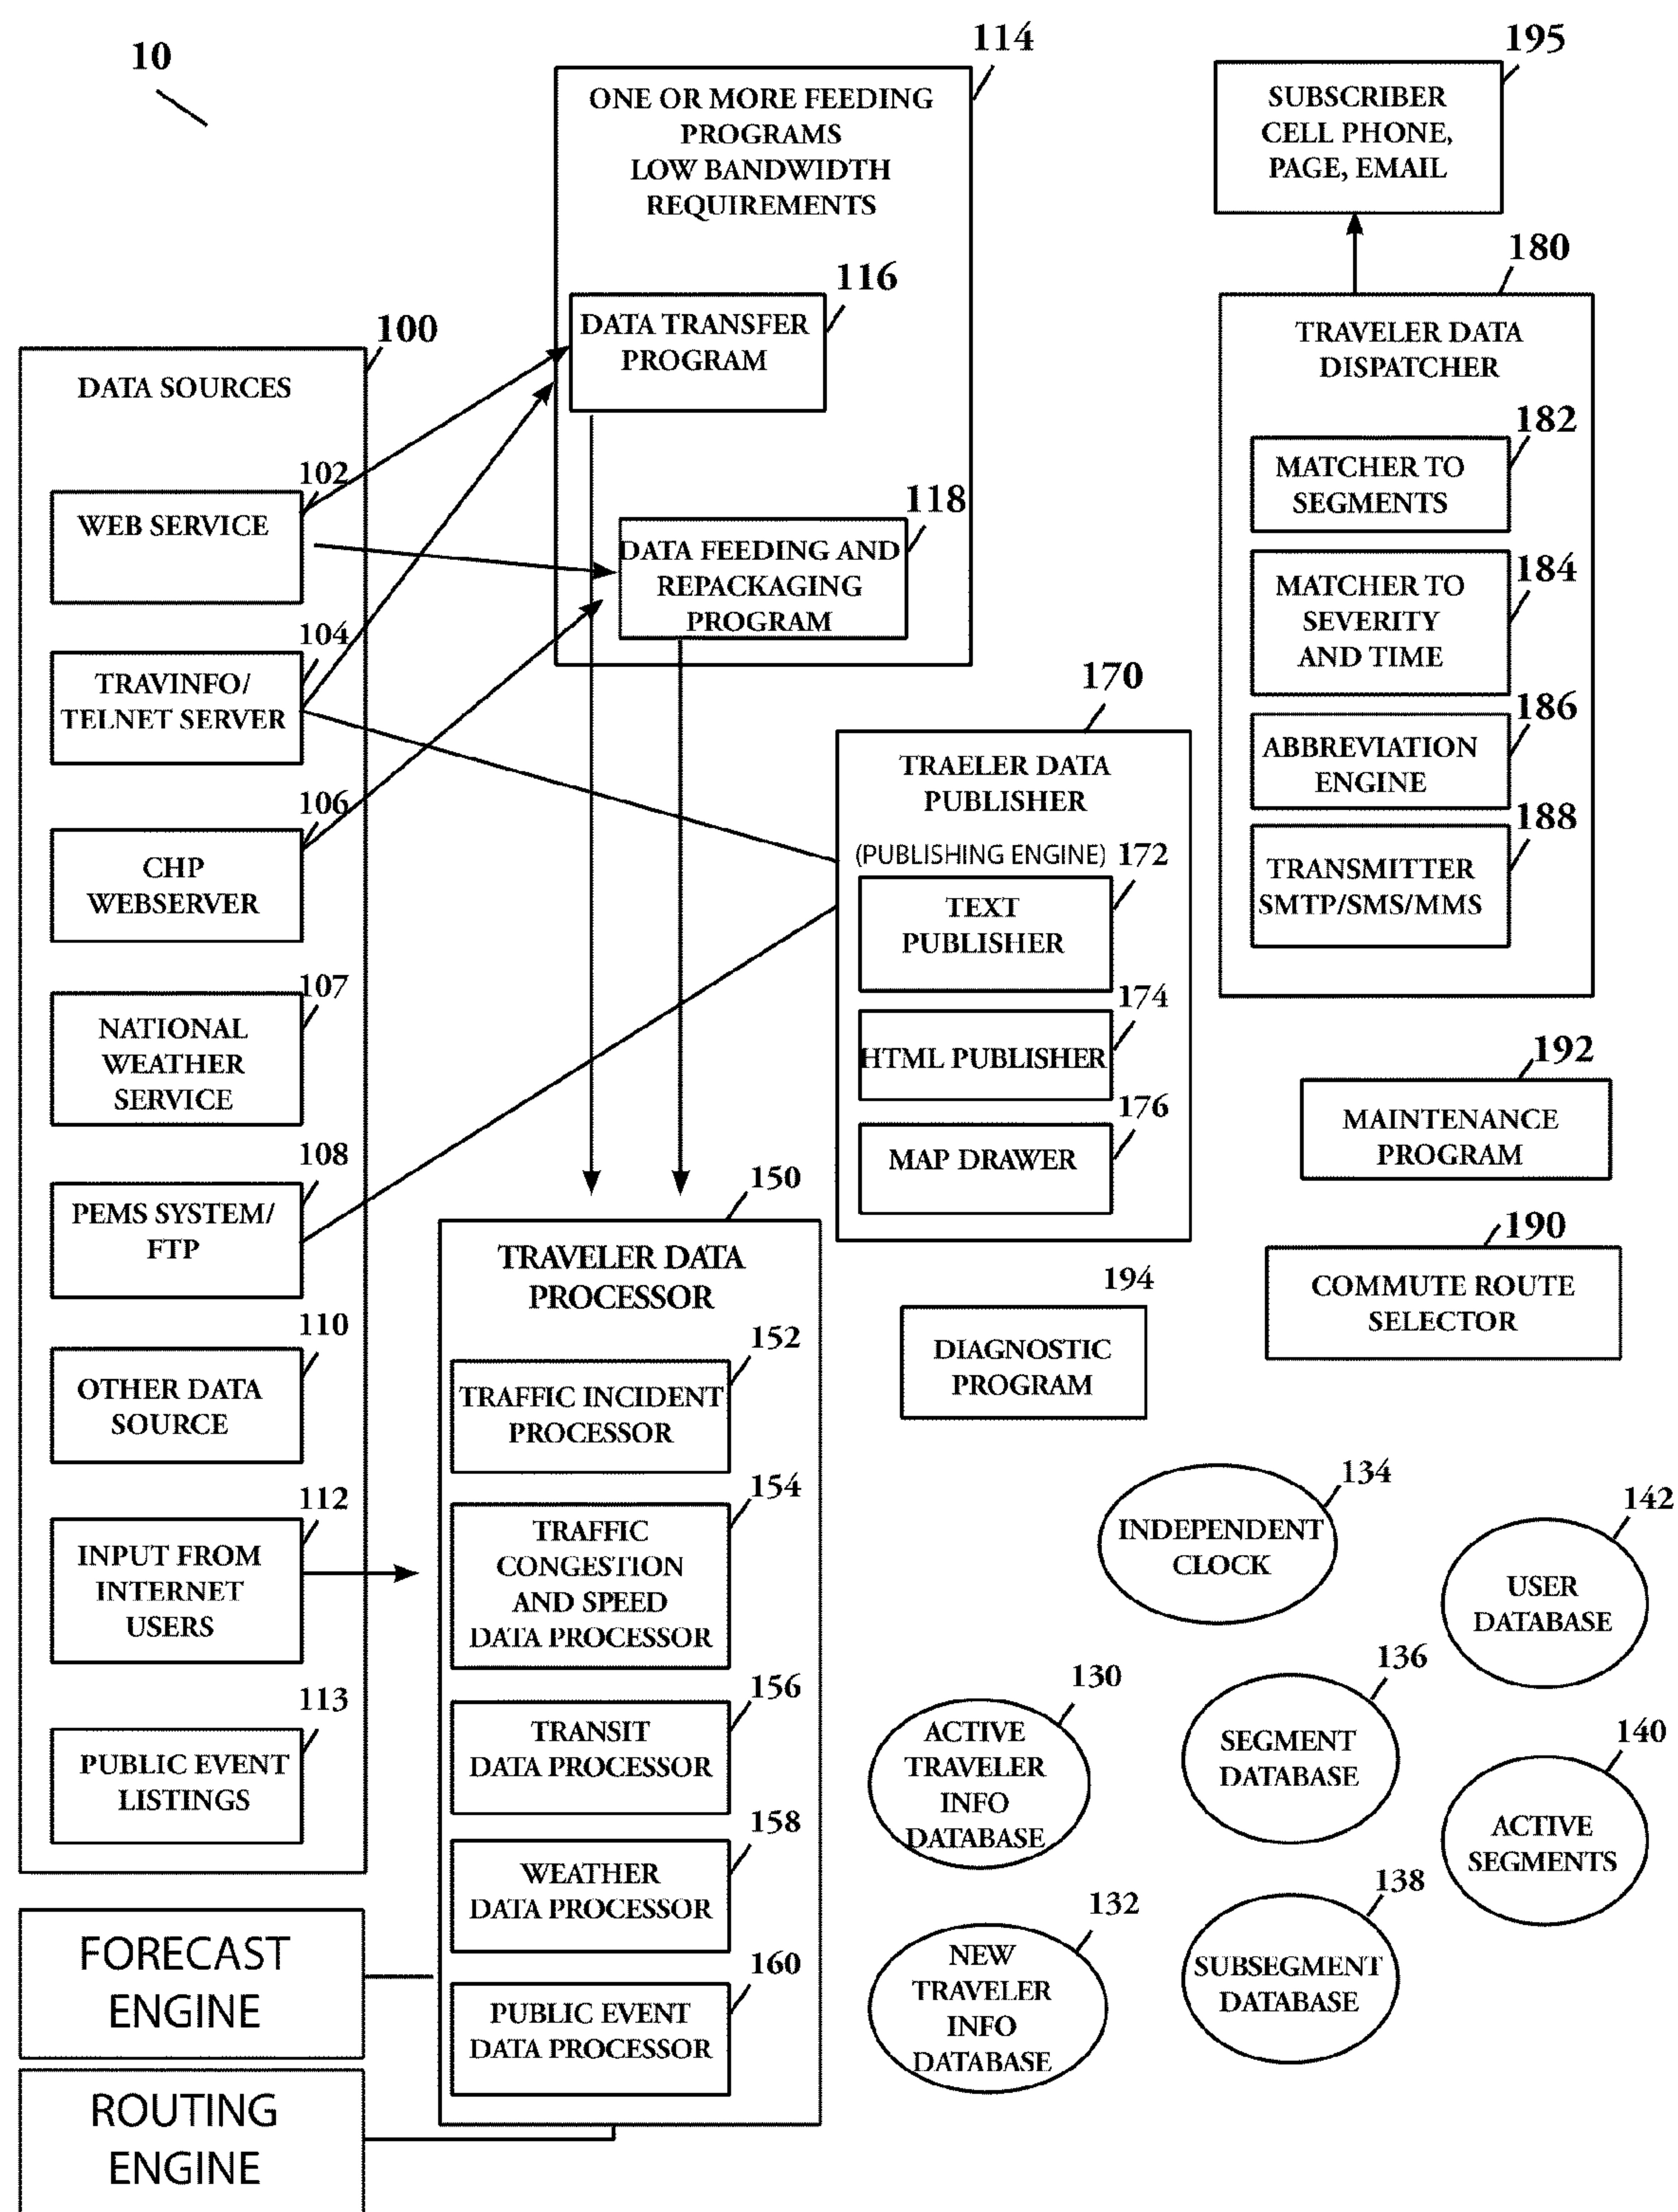 10
114
ONE OR MORE FEEDING
PROGRAMS
LOW BANDWIDTH
REQUIREMENTS
116
DATA TRANSFER
PROGRAM
118
DATA FEEDING AND
REPACKAGING
PROGRAM
195
SUBSCRIBER
CELL PHONE,
PAGE, EMAIL
180
TRAVELER DATA
DISPATCHER
182
MATCHER TO
SEGMENTS
184
MATCHER TO
SEVERITY
AND TIME
186
ABBREVIATION
ENGINE
188
TRANSMITTER
SMTP/SMS/MMS
100
DATA SOURCES
102
WEB SERVICE
104
TRAVINFO/
TELNET SERVER
106
CHP
WEBSERVER
107
NATIONAL
WEATHER
SERVICE
108
PEMS SYSTEM/
FTP
110
OTHER DATA
SOURCE
112
INPUT FROM
INTERNET
USERS
113
PUBLIC EVENT
LISTINGS
170
TRAELER DATA
PUBLISHER
(PUBLISHING ENGINE)
172
TEXT
PUBLISHER
174
HTML PUBLISHER
176
MAP DRAWER
192
MAINTENANCE
PROGRAM
190
COMMUTE ROUTE
SELECTOR
194
DIAGNOSTIC
PROGRAM
150
TRAVELER DATA
PROCESSOR
152
TRAFFIC INCIDENT
PROCESSOR
154
TRAFFIC
CONGESTION
AND SPEED
DATA PROCESSOR
156
TRANSIT
DATA PROCESSOR
158
WEATHER
DATA PROCESSOR
160
PUBLIC EVENT
DATA PROCESSOR
134
INDEPENDENT
CLOCK
142
USER
DATABASE
130
ACTIVE
TRAVELER
INFO
DATABASE
136
SEGMENT
DATABASE
140
ACTIVE
SEGMENTS
132
NEW
TRAVELER
INFO
DATABASE
138
SUBSEGMENT
DATABASE
FORECAST
ENGINE
ROUTING
ENGINE